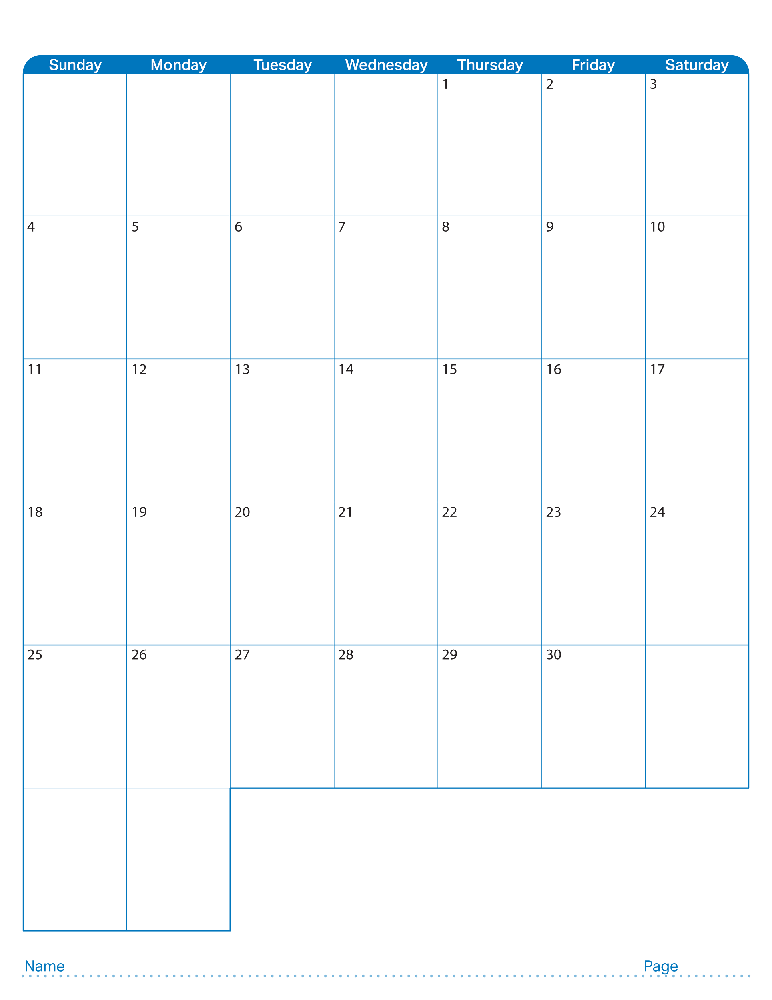 Sunday Monday Tuesday Wednesday Thursday Friday Saturday
1 2 3
4 5 6 7 8 9 10
11 12 13 14 15 16 17
18 19 20 21 22 23 24
25 26 27 28 29 30
Name Page